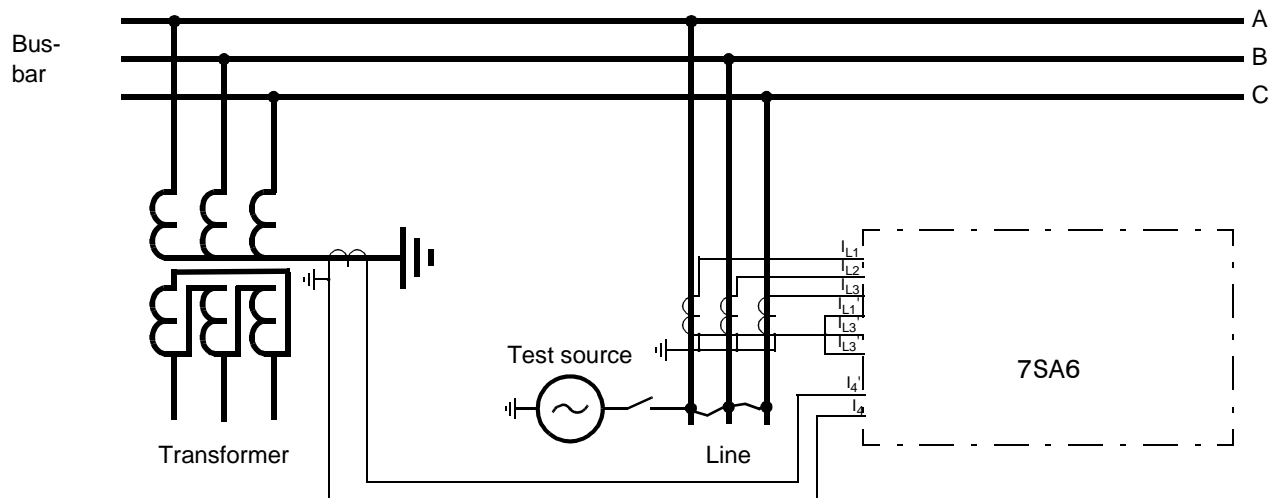 A
Bus-
bar
B
C
IL1
IL2
IL3
IL1'
IL3'
IL3'
Test source
7SA6
I4'
I4
Transformer
Line